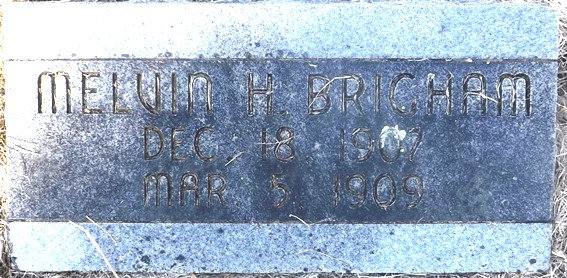 MELVIN H. BRIGHAM
DEC. 18, 1907
MAR. 5, 1909